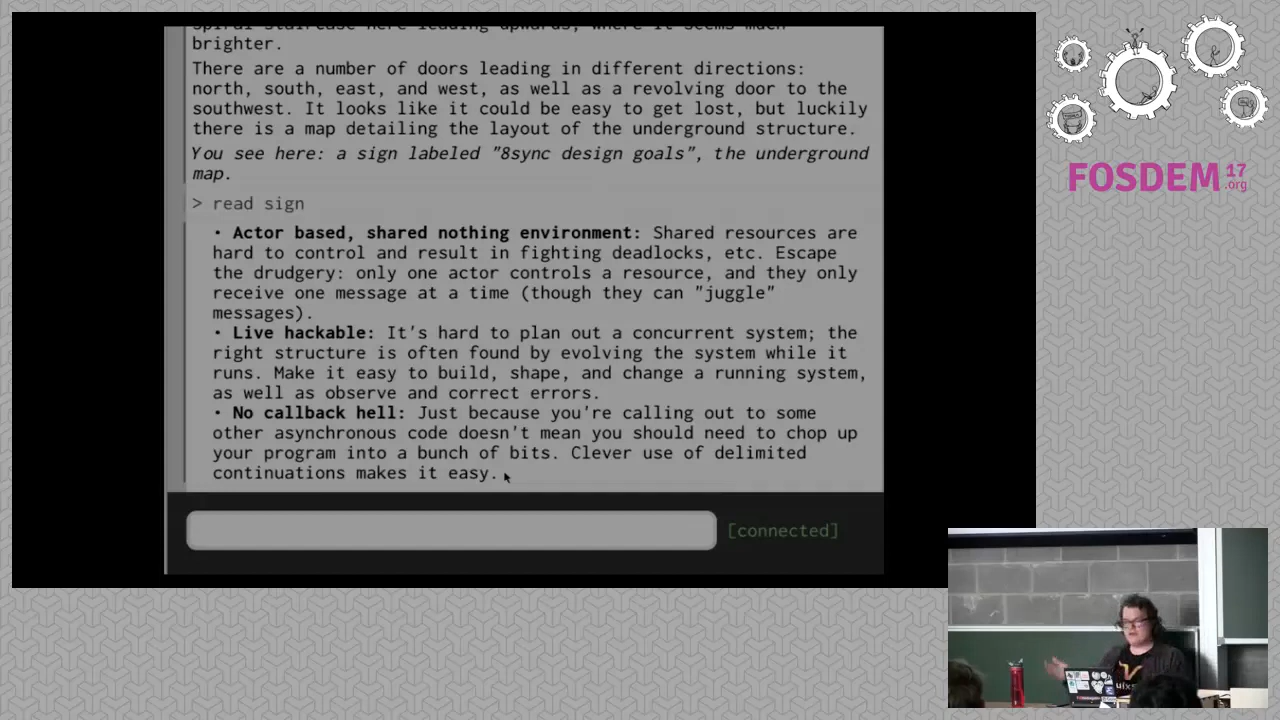 Spiral staircase here leading upwards, where it seems much
brighter.
There are a number of doors leading in different directions:
north, south, east, and west, as well as a revolving door to the
southwest. It looks like it could be easy to get lost, but luckily
there is a map detailing the layout of the underground structure.
You see here: a sign labeled "8sync design goals", the underground
map.
> read sign
• Actor based, shared nothing environment: Shared resources are
hard to control and result in fighting deadlocks, etc. Escape
the drudgery: only one actor controls a resource, and they only
receive one message at a time (though they can "juggle"
messages).
• Live hackable: It's hard to plan out a concurrent system; the
right structure is often found by evolving the system while it
runs. Make it easy to build, shape, and change a running system,
as well as observe and correct errors.
• No callback hell: Just because you're calling out to some
other asynchronous code doesn't mean you should need to chop up
your program into a bunch of bits. Clever use of delimited
continuations makes it easy.
[connected]
FOSDEM 17
.org